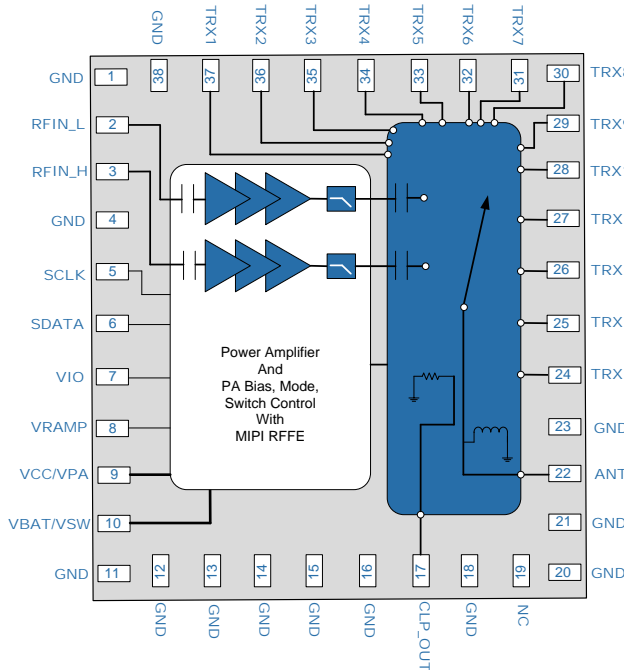 GND
TRX1
TRX2
TRX3
TRX4
TRX5
TRX6
TRX7
38
37
36
35
34
33
32
31
GND
1
30
TRX8
RFIN_L
2
29
TRX9
RFIN_H
3
28
TRX
GND
4
27
TRX
SCLK
5
26
TRX
SDATA
6
25
TRX
VIO
7
24
TRX
VRAMP
8
23
GND
VCC/VPA
9
22
ANT
VBAT/VSW
10
21
GND
GND
11
20
GND
Power Amplifier
And
PA Bias, Mode,
Switch Control
With
MIPI RFFE
12
13
14
15
16
17
18
19
GND
GND
GND
GND
GND
CLP_OUT
GND
NC